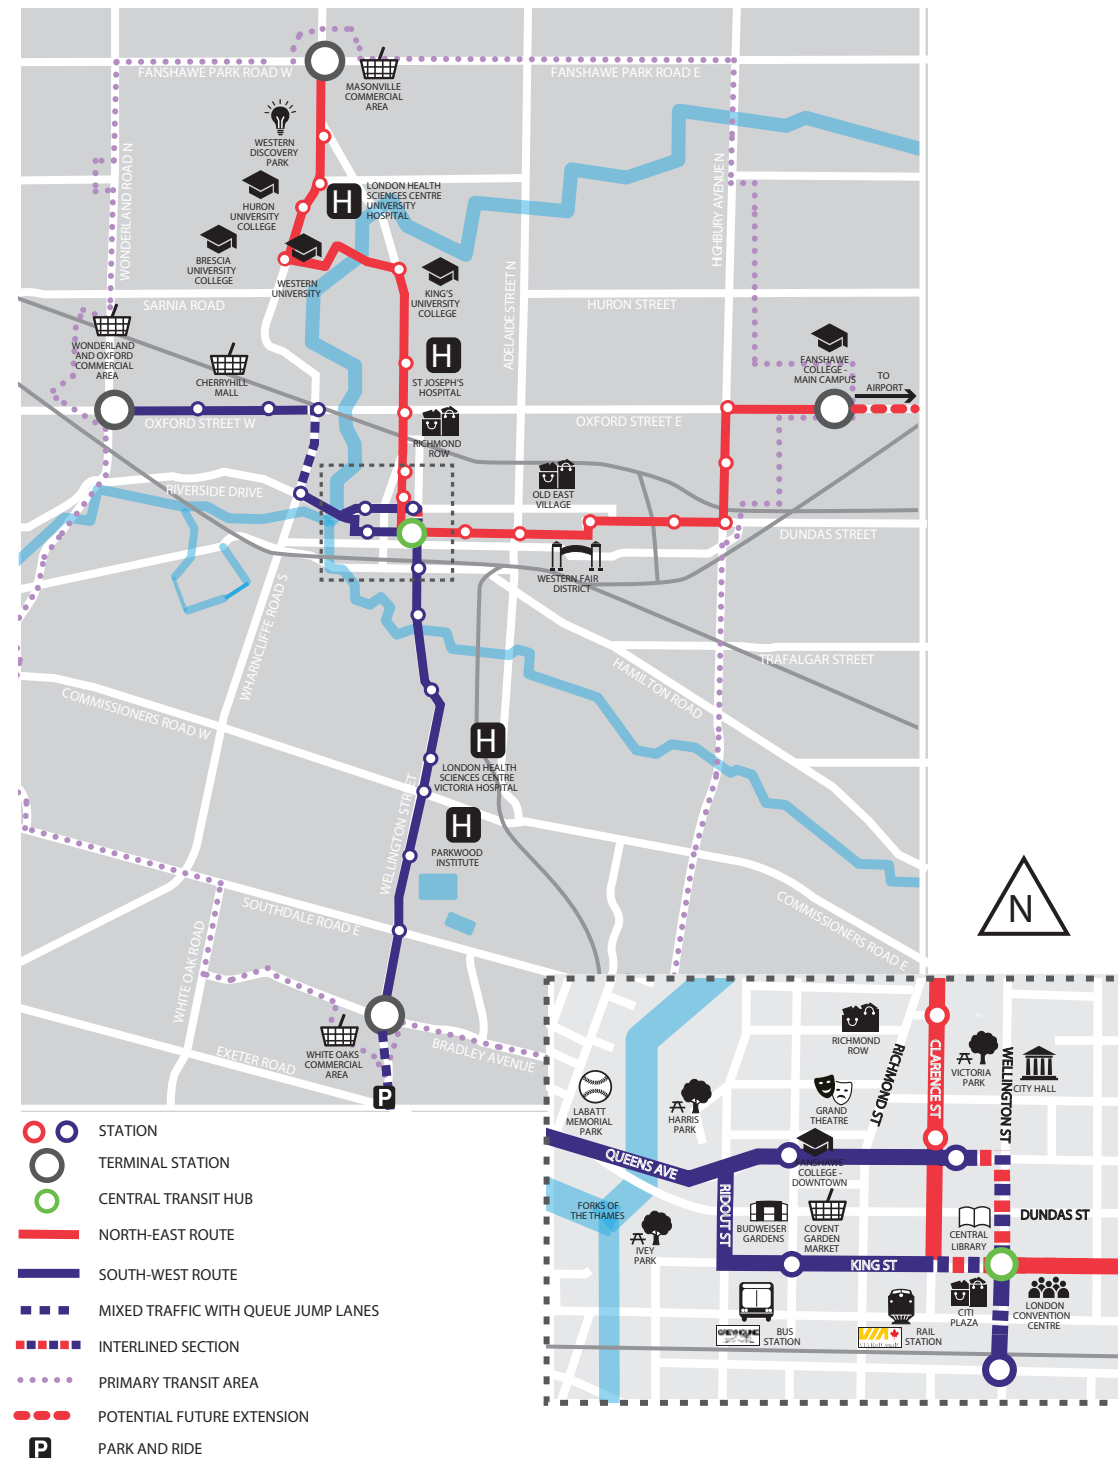 FANSHAWE PARK ROAD W
MASONVILLE
COMMERCIAL
AREA
FANSHAWE PARK ROAD E
WESTERN
DISCOVERY
PARK
WONDERLAND ROAD N
HIGHBURY AVENUE N
HURON
UNIVERSITY
COLLEGE
H
LONDON HEALTH
SCIENCES CENTRE
UNIVERSITY
HOSPITAL
BRESCIA
UNIVERSITY
COLLEGE
WESTERN
UNIVERSITY
KING'S
UNIVERSITY
COLLEGE
SARNIA ROAD
HURON STREET
ADELAIDE STREET N
WONDERLAND
AND OXFORD
COMMERCIAL
AREA
CHERRYHILL
MALL
H
ST JOSEPH'S
HOSPITAL
FANSHAWE
COLLEGE -
MAIN CAMPUS
TO
AIRPORT
OXFORD STREET W
OXFORD STREET E
RICHMOND
ROW
RIVERSIDE DRIVE
OLD EAST
VILLAGE
DUNDAS STREET
WESTERN FAIR
DISTRICT
WHARNCLIFFE ROAD S
TRAFALGAR STREET
HAMILTON ROAD
COMMISSIONERS ROAD W
H
LONDON HEALTH
SCIENCES CENTRE
VICTORIA HOSPITAL
WELLINGTON STREET
H
PARKWOOD
INSTITUTE
SOUTHDALE ROAD E
COMMISSIONERS ROAD E
WHITE OAK ROAD
WHITE OAKS
COMMERCIAL
AREA
BRADLEY AVENUE
EXETER ROAD
P
N
STATION
TERMINAL STATION
CENTRAL TRANSIT HUB
NORTH-EAST ROUTE
SOUTH-WEST ROUTE
MIXED TRAFFIC WITH QUEUE JUMP LANES
INTERLINED SECTION
PRIMARY TRANSIT AREA
POTENTIAL FUTURE EXTENSION
P
PARK AND RIDE
RICHMOND
ROW
RICHMOND ST
CLARENCE ST
VICTORIA
PARK
WELLINGTON ST
CITY HALL
LABATT
MEMORIAL
PARK
HARRIS
PARK
GRAND
THEATRE
QUEENS AVE
FANSHAWE
COLLEGE -
DOWNTOWN
RIDOUT ST
FORKS OF
THE THAMES
IVEY
PARK
BUDWEISER
GARDENS
COVENT
GARDEN
MARKET
CENTRAL
LIBRARY
DUNDAS ST
KING ST
CITI
PLAZA
LONDON
CONVENTION
CENTRE
GREYHOUND
BUS
STATION
VIA
VIA Rail Canada
RAIL
STATION